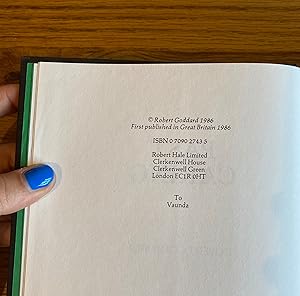 © Robert Goddard 1986
First published in Great Britain 1986
ISBN 0 7090 2743 5
Robert Hale Limited
Clerkenwell House
Clerkenwell Green
London EC1R 0HT
To
Vaunda